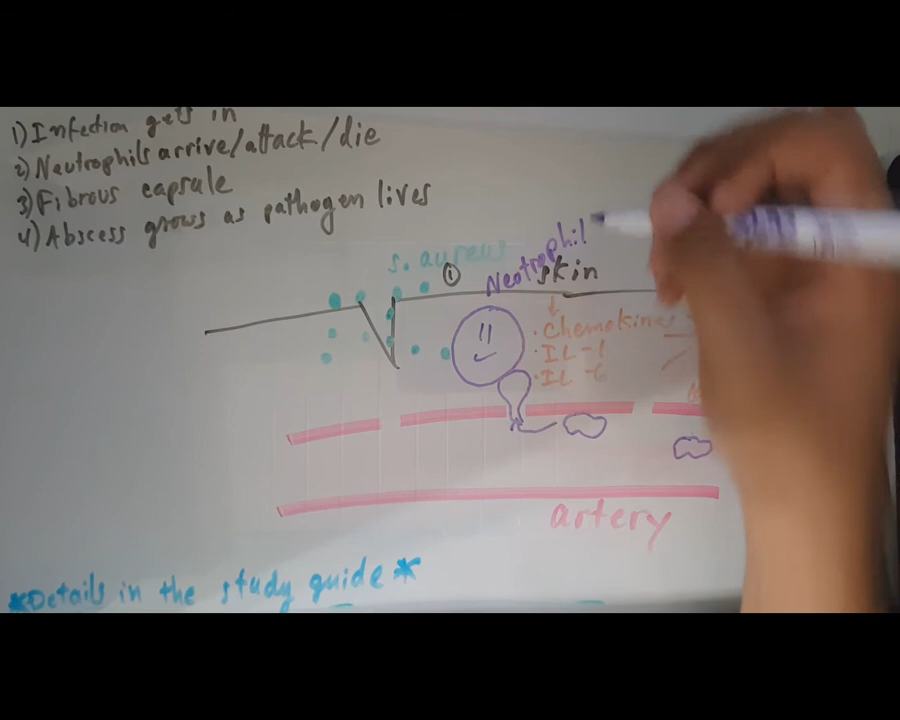 1) Infection gets in
2) Neutrophils arrive/attack/die
3) Fibrous capsule
4) Abscess grows as pathogen lives
s. aureus
①
Neotrophil
skin
· Chemokines
· IL-1
· IL-6
artery
*Details in the study guide*